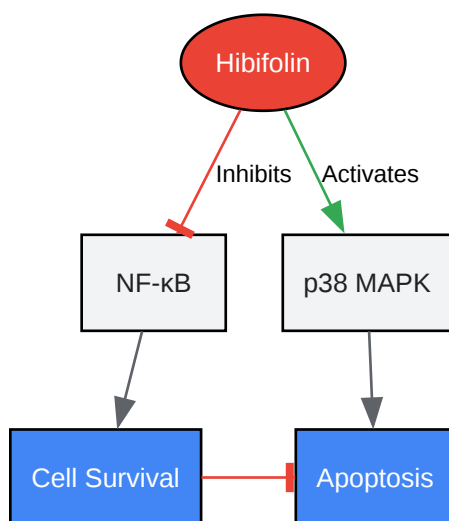 Hibifolin
Inhibits
Activates
NF-κB
p38 MAPK
Cell Survival
Apoptosis